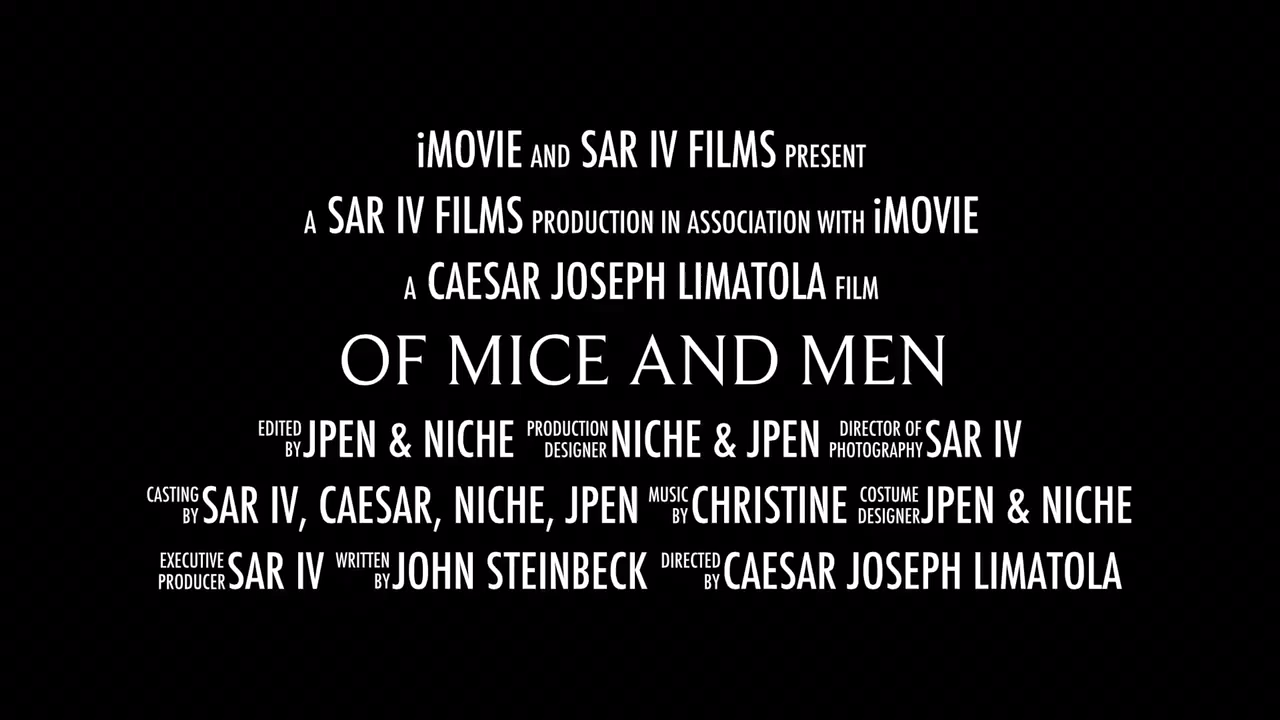 iMOVIE AND SAR IV FILMS PRESENT
A SAR IV FILMS PRODUCTION IN ASSOCIATION WITH iMOVIE
A CAESAR JOSEPH LIMATOLA FILM
OF MICE AND MEN
EDITED BY JPEN & NICHE PRODUCTION DESIGNER NICHE & JPEN DIRECTOR OF PHOTOGRAPHY SAR IV
CASTING BY SAR IV, CAESAR, NICHE, JPEN MUSIC BY CHRISTINE COSTUME DESIGNER JPEN & NICHE
EXECUTIVE PRODUCER SAR IV WRITTEN BY JOHN STEINBECK DIRECTED BY CAESAR JOSEPH LIMATOLA